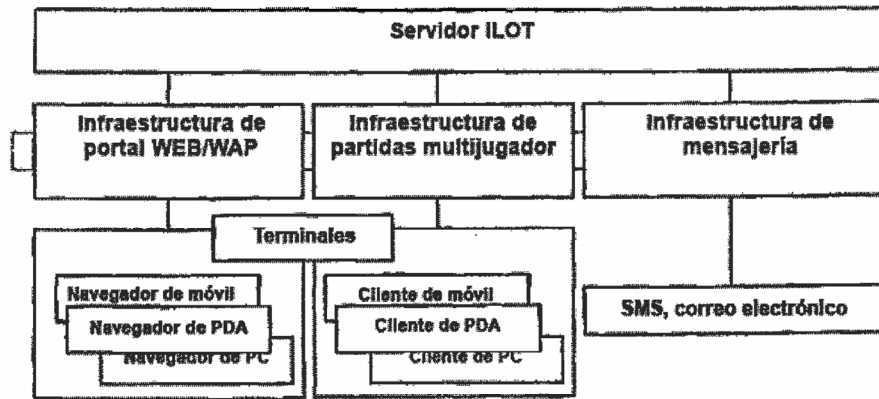 Servidor ILOT
Infraestructura de
portal WEB/WAP
Infraestructura de
partidas multijugador
Infraestructura de
mensajería
Terminales
Navegador de móvil
Navegador de PDA
Navegador de PC
Cliente de móvil
Cliente de PDA
Cliente de PC
SMS, correo electrónico